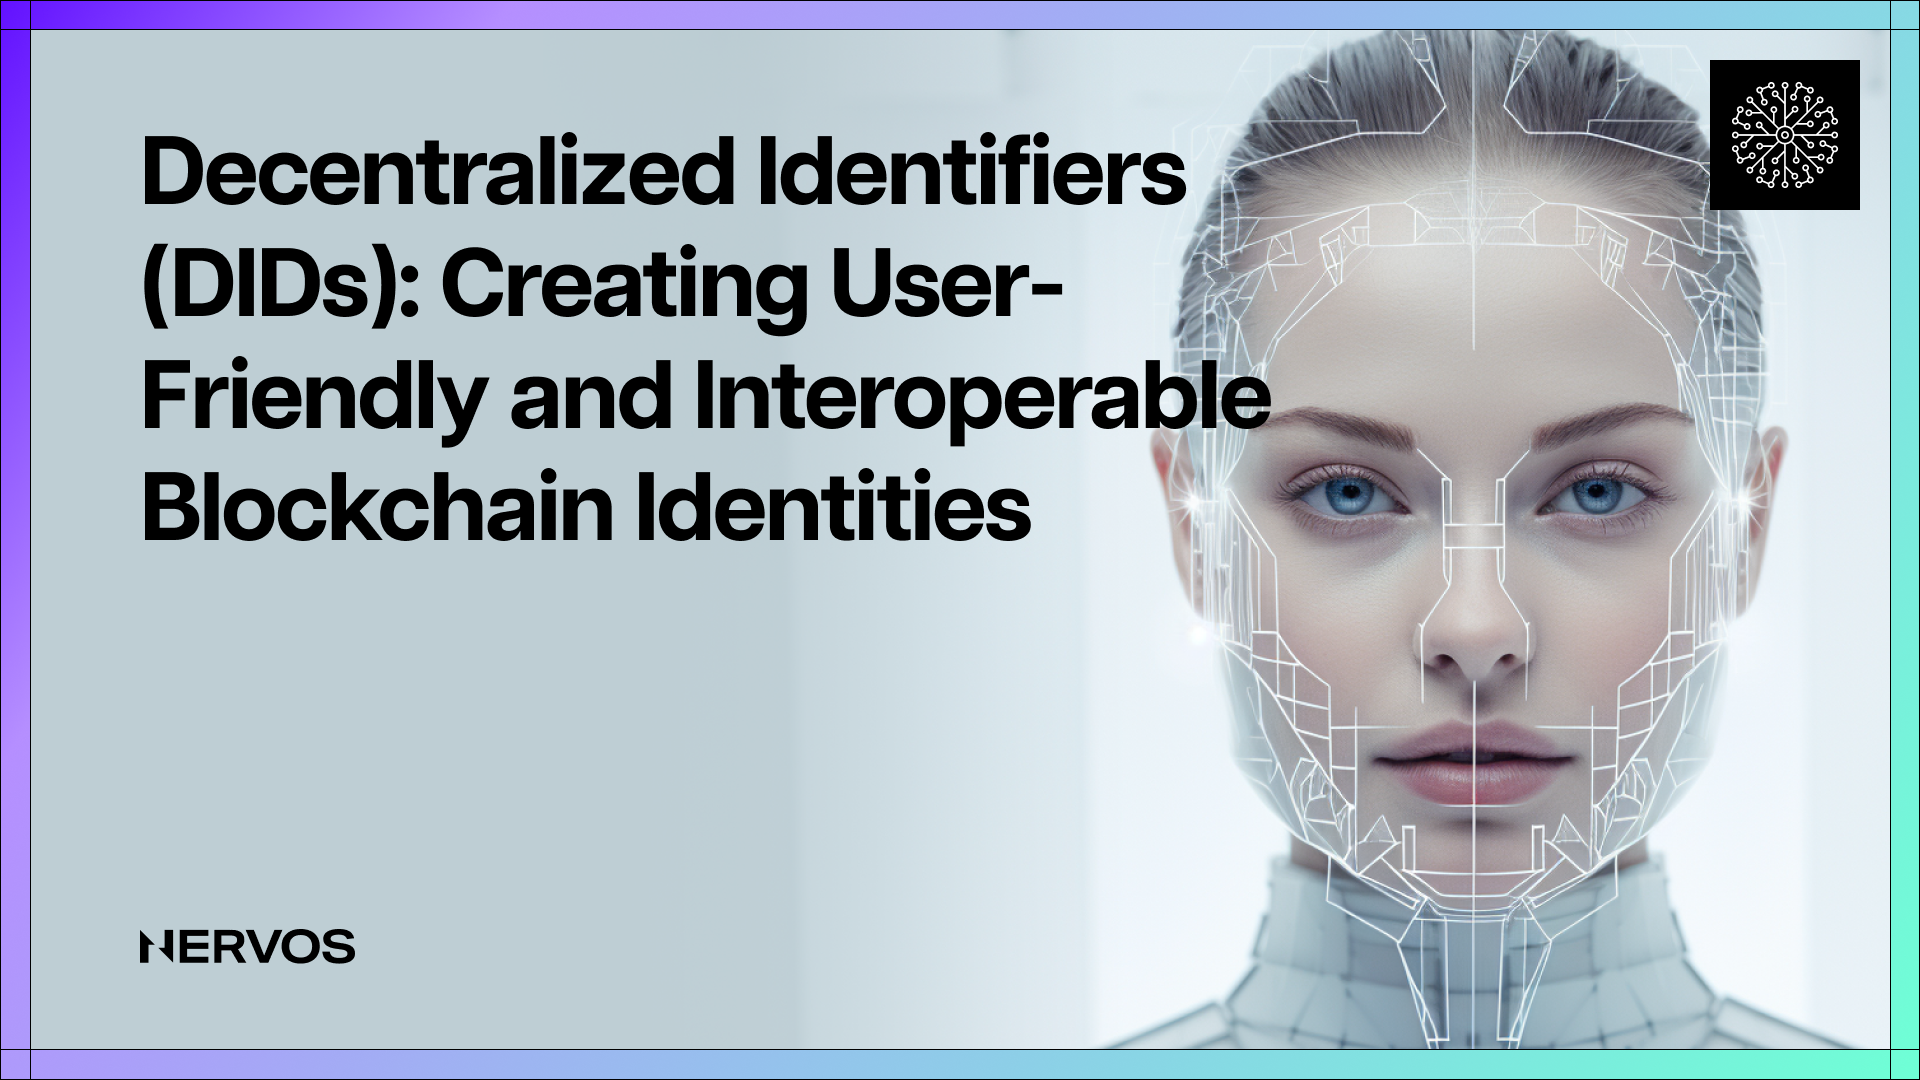 Decentralized Identifiers
(DIDs): Creating User-
Friendly and Interoperable
Blockchain Identities
NERVOS